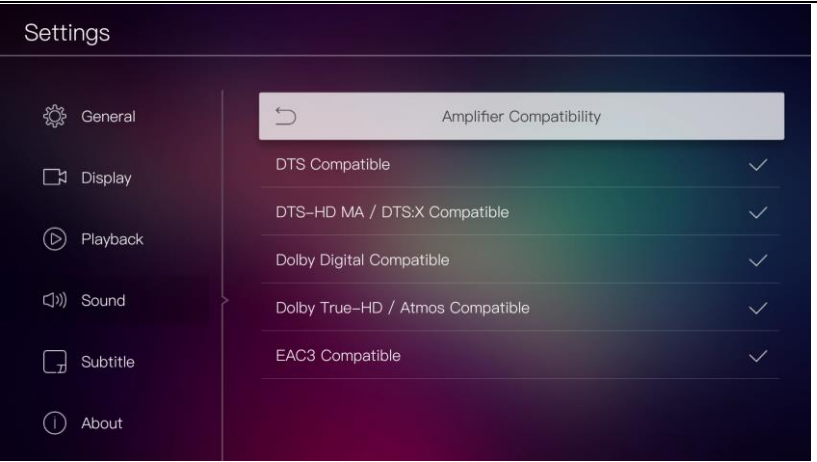 Settings
General
Display
Playback
Sound
Subtitle
About
Amplifier Compatibility
DTS Compatible
DTS-HD MA / DTS:X Compatible
Dolby Digital Compatible
Dolby True-HD / Atmos Compatible
EAC3 Compatible